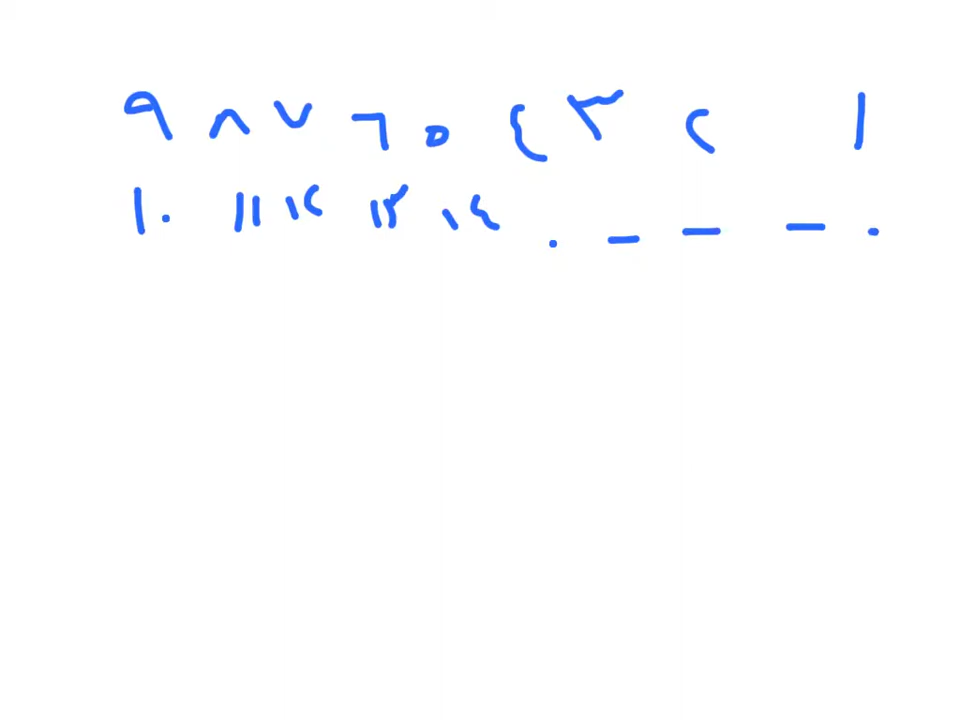 ٩ ٨ ٧ ٦ ٥ ٤ ٣ ٢ ١
١٠ ١١ ١٢ ١٣ ١٤ . _ _ _ .